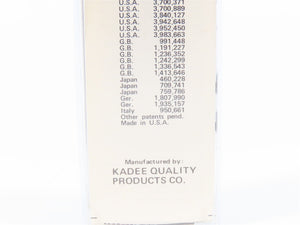 U.S.A. 3,700,371
U.S.A. 3,700,889
U.S.A. 3,840,127
U.S.A. 3,942,648
U.S.A. 3,952,450
U.S.A. 3,983,663
G.B. 991,448
G.B. 1,191,227
G.B. 1,236,352
G.B. 1,242,299
G.B. 1,336,543
G.B. 1,413,646
Japan 460,228
Japan 709,741
Japan 759,786
Ger. 1,807,990
Ger. 1,935,157
Italy 950,661
Other patents pend.
Made in U.S.A.
Manufactured by:
KADEE QUALITY
PRODUCTS CO.